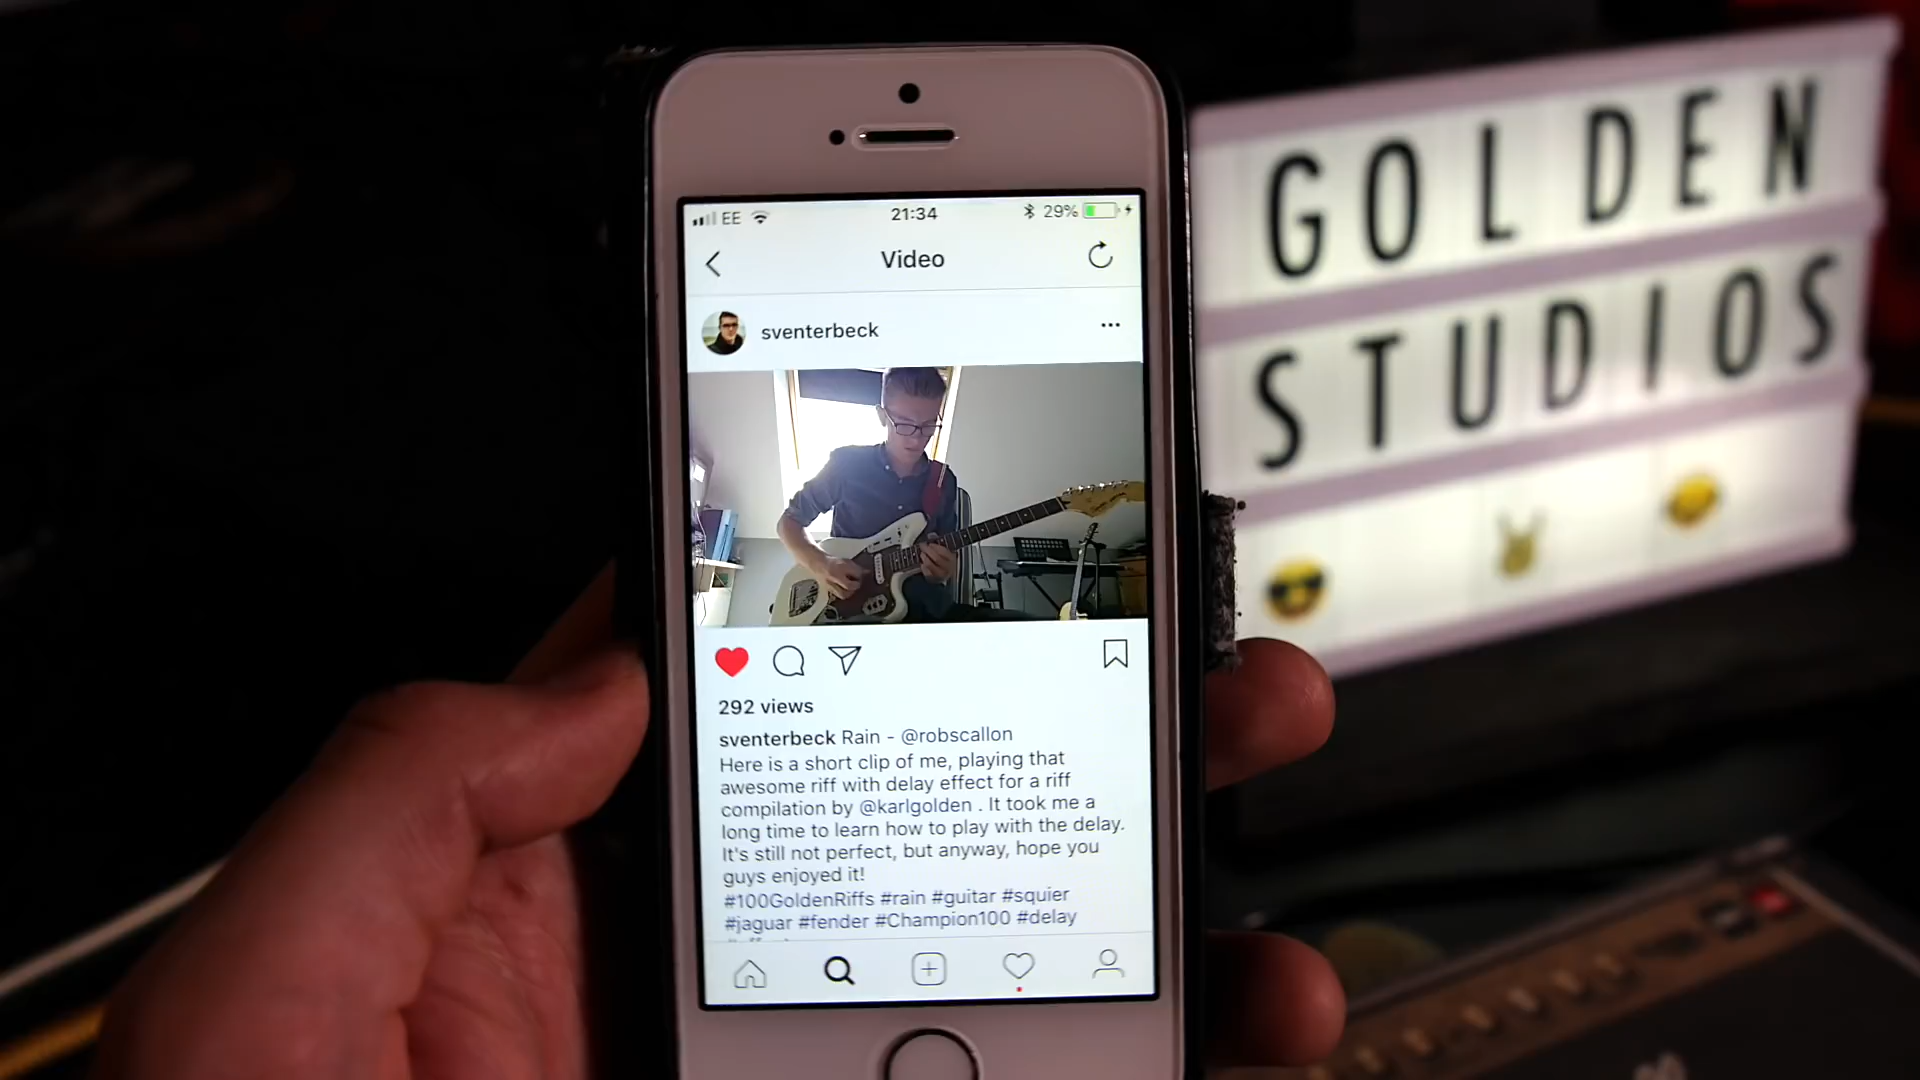 EE 21:34 29%
Video
sventerbeck
292 views
sventerbeck Rain - @robscallon
Here is a short clip of me, playing that
awesome riff with delay effect for a riff
compilation by @karlgolden . It took me a
long time to learn how to play with the delay.
It's still not perfect, but anyway, hope you
guys enjoyed it!
#100GoldenRiffs #rain #guitar #squier
#jaguar #fender #Champion100 #delay
GOLDEN
STUDIOS